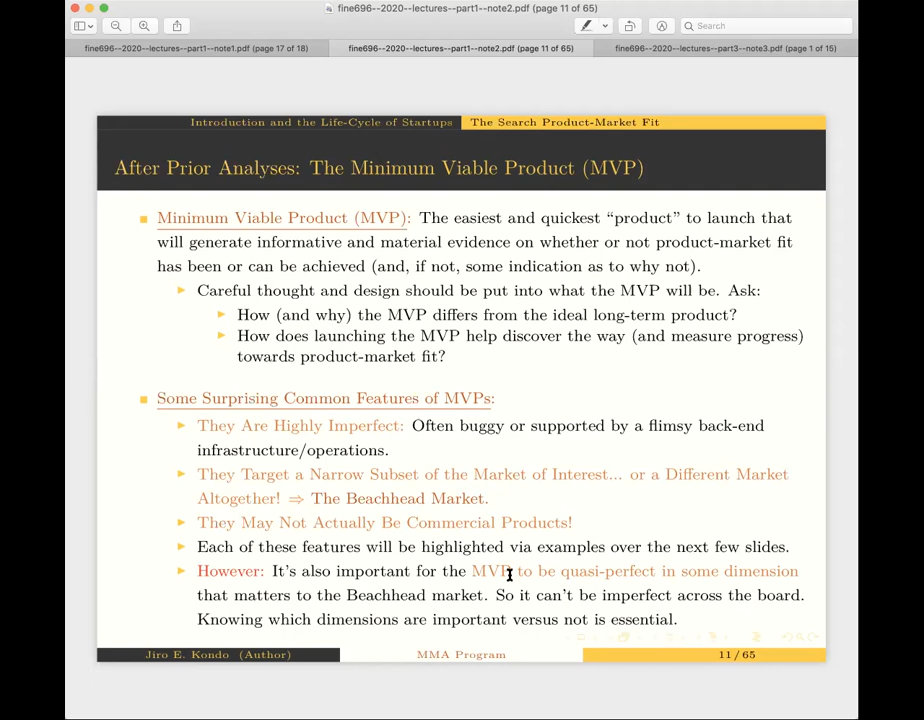 fine696--2020--lectures--part1--note2.pdf (page 11 of 65)
Search
fine696--2020--lectures--part1--note1.pdf (page 17 of 18)
fine696--2020--lectures--part1--note2.pdf (page 11 of 65)
fine696--2020--lectures--part3--note3.pdf (page 1 of 15)
Introduction and the Life-Cycle of Startups
The Search Product-Market Fit
After Prior Analyses: The Minimum Viable Product (MVP)
Minimum Viable Product (MVP): The easiest and quickest “product” to launch that
will generate informative and material evidence on whether or not product-market fit
has been or can be achieved (and, if not, some indication as to why not).
Careful thought and design should be put into what the MVP will be. Ask:
How (and why) the MVP differs from the ideal long-term product?
How does launching the MVP help discover the way (and measure progress)
towards product-market fit?
Some Surprising Common Features of MVPs:
They Are Highly Imperfect: Often buggy or supported by a flimsy back-end
infrastructure/operations.
They Target a Narrow Subset of the Market of Interest... or a Different Market
Altogether! ⇒ The Beachhead Market.
They May Not Actually Be Commercial Products!
Each of these features will be highlighted via examples over the next few slides.
However: It’s also important for the MVP to be quasi-perfect in some dimension
that matters to the Beachhead market. So it can’t be imperfect across the board.
Knowing which dimensions are important versus not is essential.
Jiro E. Kondo (Author)
MMA Program
11/65